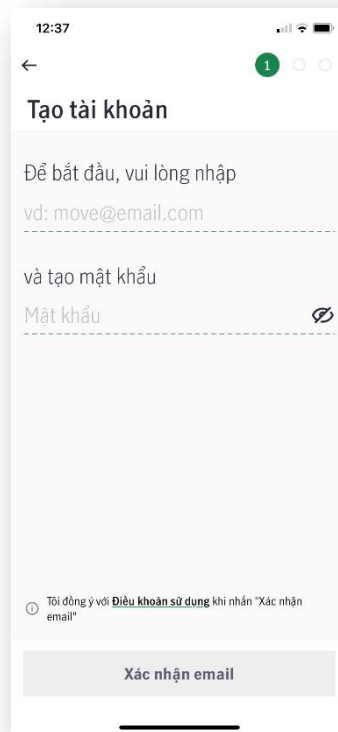 12:37
1
Tạo tài khoản
Để bắt đầu, vui lòng nhập
vd: move@email.com
và tạo mật khẩu
Mật khẩu
Tôi đồng ý với Điều khoản sử dụng khi nhấn "Xác nhận
email"
Xác nhận email